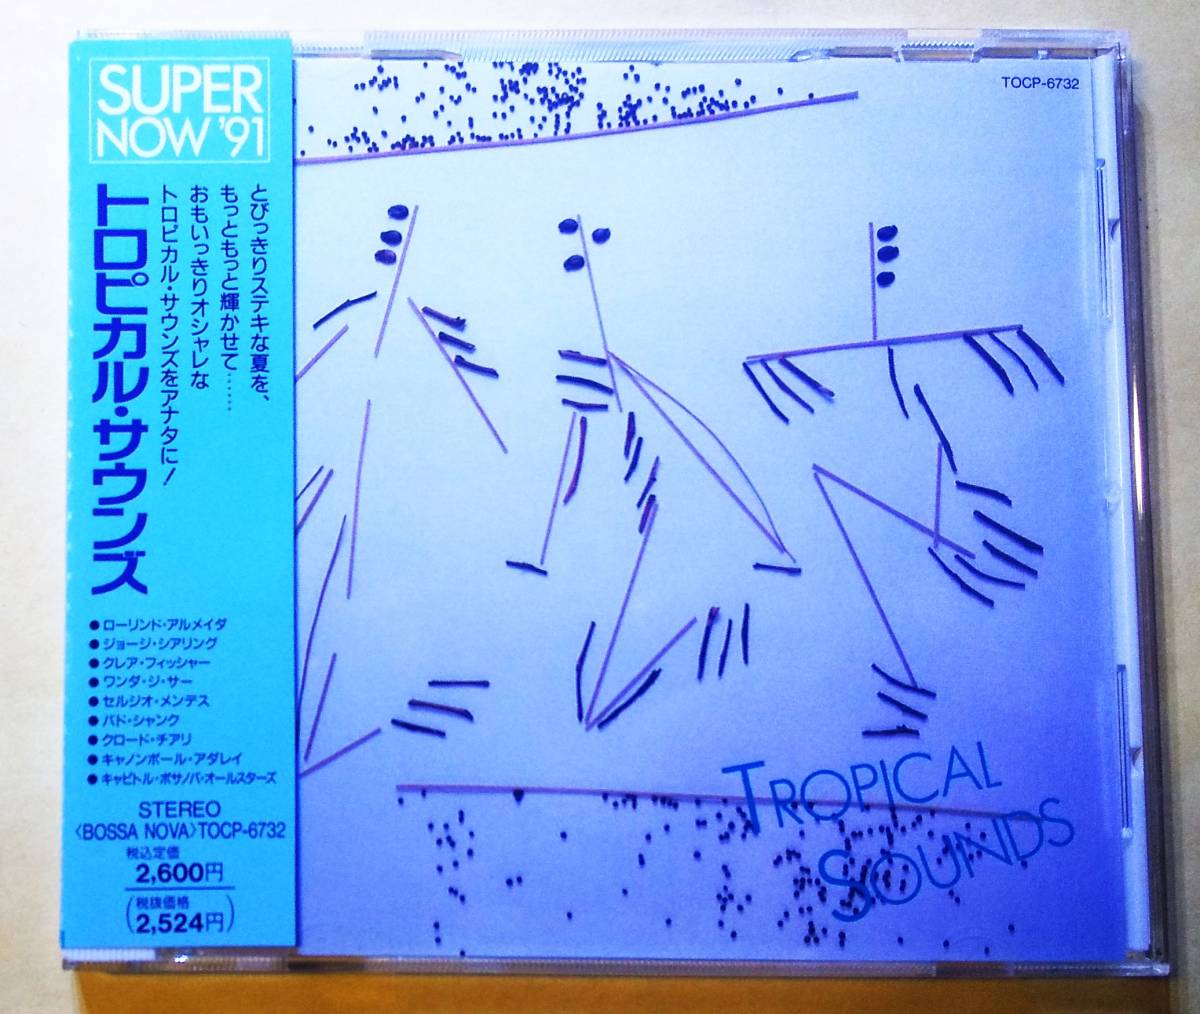 SUPER
NOW '91
トロピカル・サウンズ
とびっきりステキな夏を、
もっともっと輝かせて……
おもいっきりオシャレな
トロピカル・サウンズをアナタに!
●ローリンド・アルメイダ
●ジョージ・シアリング
●クレア・フィッシャー
●ワンダ・ジ・サー
●セルジオ・メンデス
●バド・シャンク
●クロード・チアリ
●キャノンボール・アダレイ
●キャピトル・ボサノバ・オールスターズ
STEREO
〈BOSSA NOVA〉TOCP-6732
税込定価
2,600円
(税抜価格
2,524円)
TOCP-6732
TROPICAL
SOUNDS